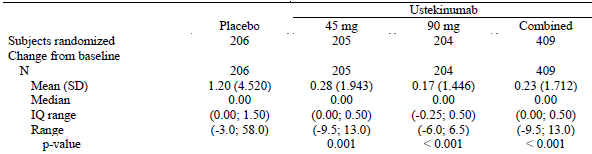 Ustekinumab
Placebo 45 mg 90 mg Combined
Subjects randomized 206 205 204 409
Change from baseline
N 206 205 204 409
Mean (SD) 1.20 (4.520) 0.28 (1.943) 0.17 (1.446) 0.23 (1.712)
Median 0.00 0.00 0.00 0.00
IQ range (0.00; 1.50) (0.00; 0.50) (-0.25; 0.50) (0.00; 0.50)
Range (-3.0; 58.0) (-9.5; 13.0) (-6.0; 6.5) (-9.5; 13.0)
p-value 0.001 < 0.001 < 0.001